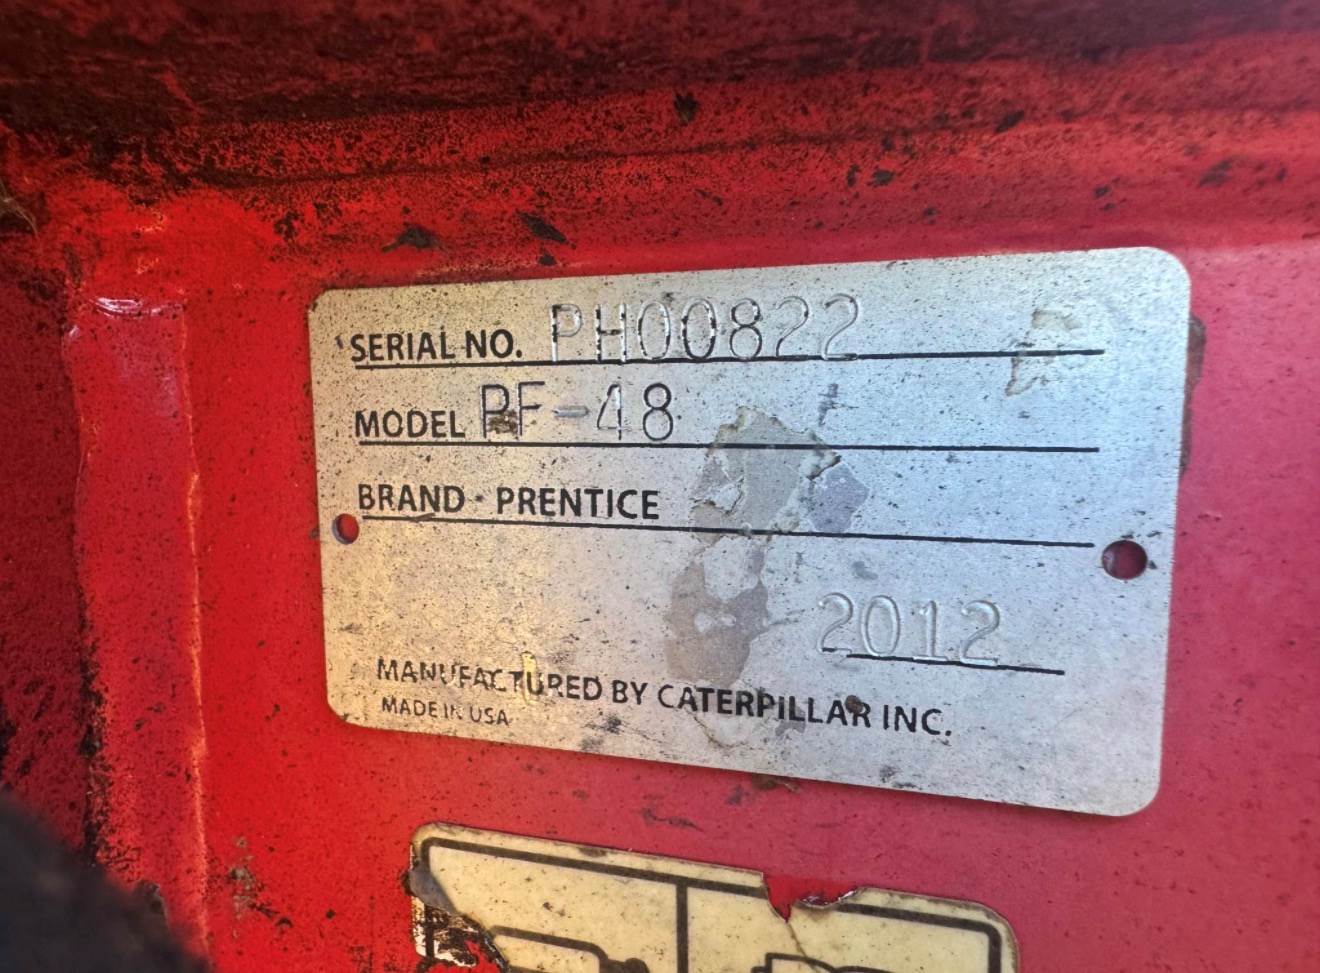 SERIAL NO. PH00822
MODEL PF-48
BRAND - PRENTICE
2012
MANUFACTURED BY CATERPILLAR INC.
MADE IN USA